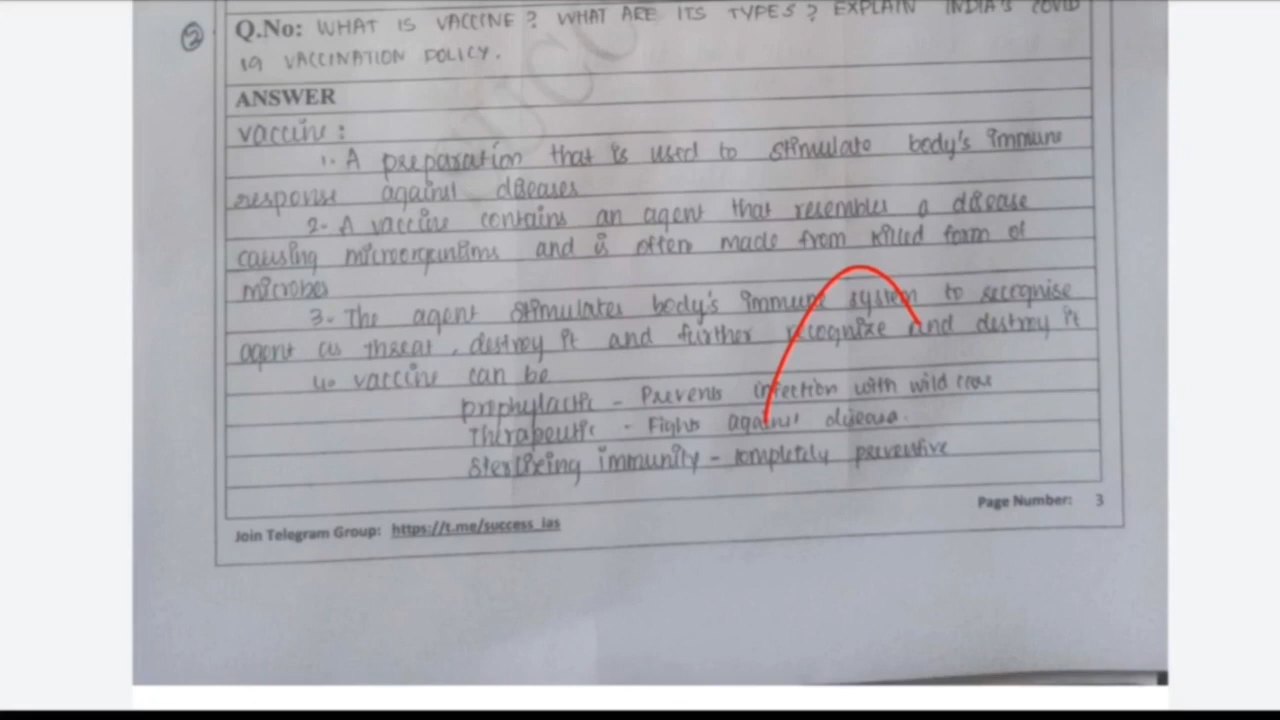 ② Q.No: WHAT IS VACCINE? WHAT ARE ITS TYPES? EXPLAIN INDIA'S COVID
19 VACCINATION POLICY.
ANSWER
vaccine:
1. A preparation that is used to stimulate body's immune
response against diseases
2. A vaccine contains an agent that resembles a disease
causing microorganisms and is often made from killed form of
microbes
3. The agent stimulates body's immune system to recognise
agent as threat, destroy it and further recognize and destroy it
4. vaccine can be
prophylactic - Prevents infection with wild
Therapeutic - Fights against disease.
Sterilizing immunity - completely preventive
Page Number: 3
Join Telegram Group: https://t.me/success_ias